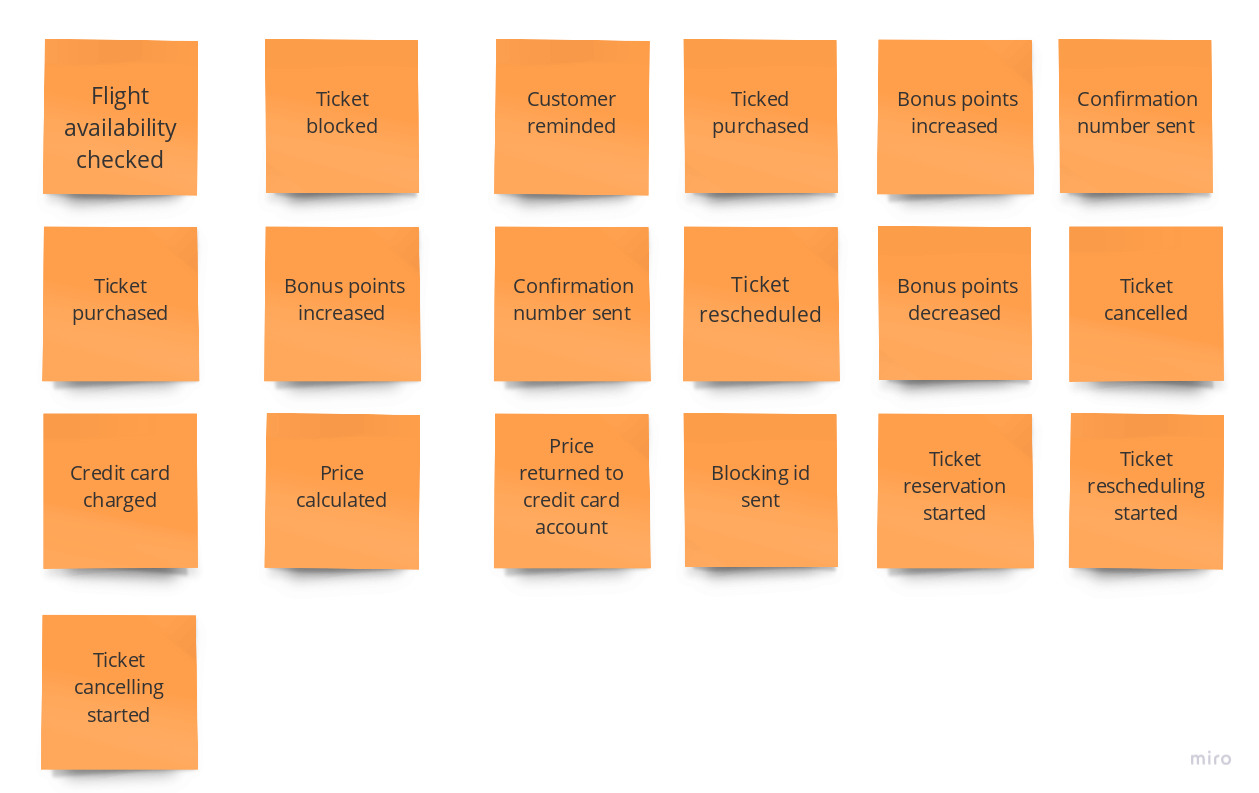 Flight
availability
checked
Ticket
blocked
Customer
reminded
Ticked
purchased
Bonus points
increased
Confirmation
number sent
Ticket
purchased
Bonus points
increased
Confirmation
number sent
Ticket
rescheduled
Bonus points
decreased
Ticket
cancelled
Credit card
charged
Price
calculated
Price
returned to
credit card
account
Blocking id
sent
Ticket
reservation
started
Ticket
rescheduling
started
Ticket
cancelling
started
miro